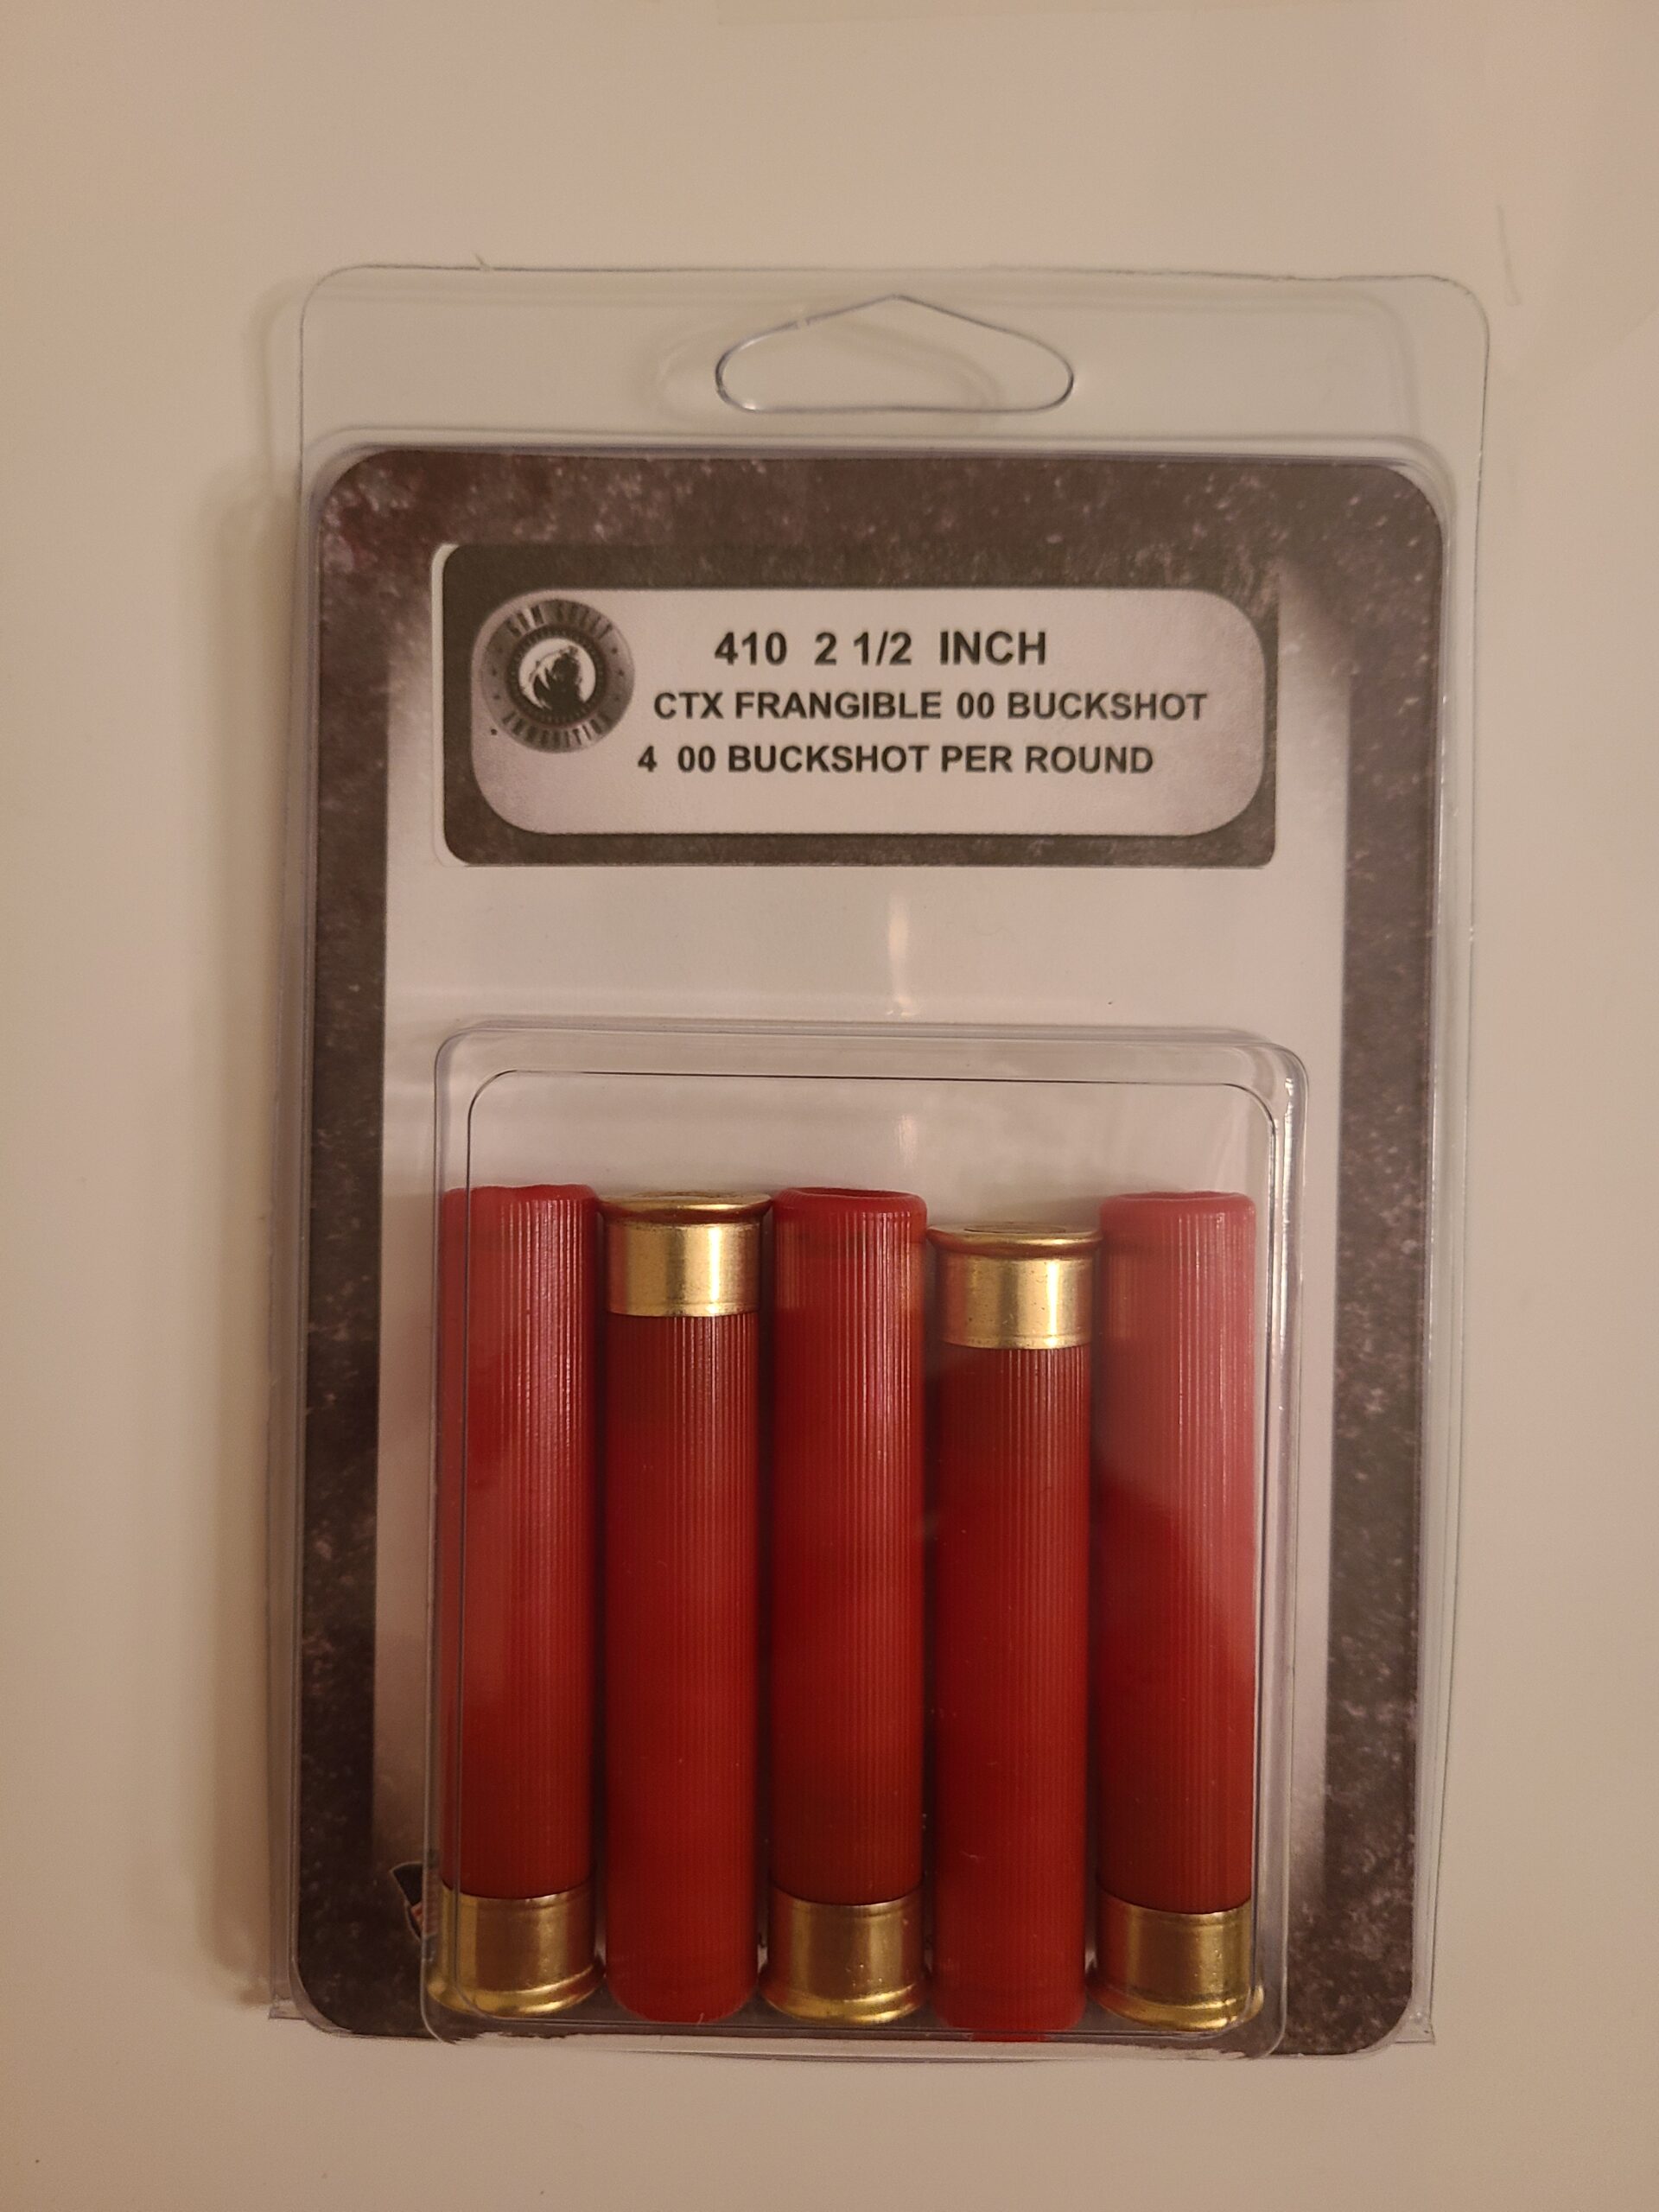 410 2 1/2 INCH
CTX FRANGIBLE 00 BUCKSHOT
4 00 BUCKSHOT PER ROUND